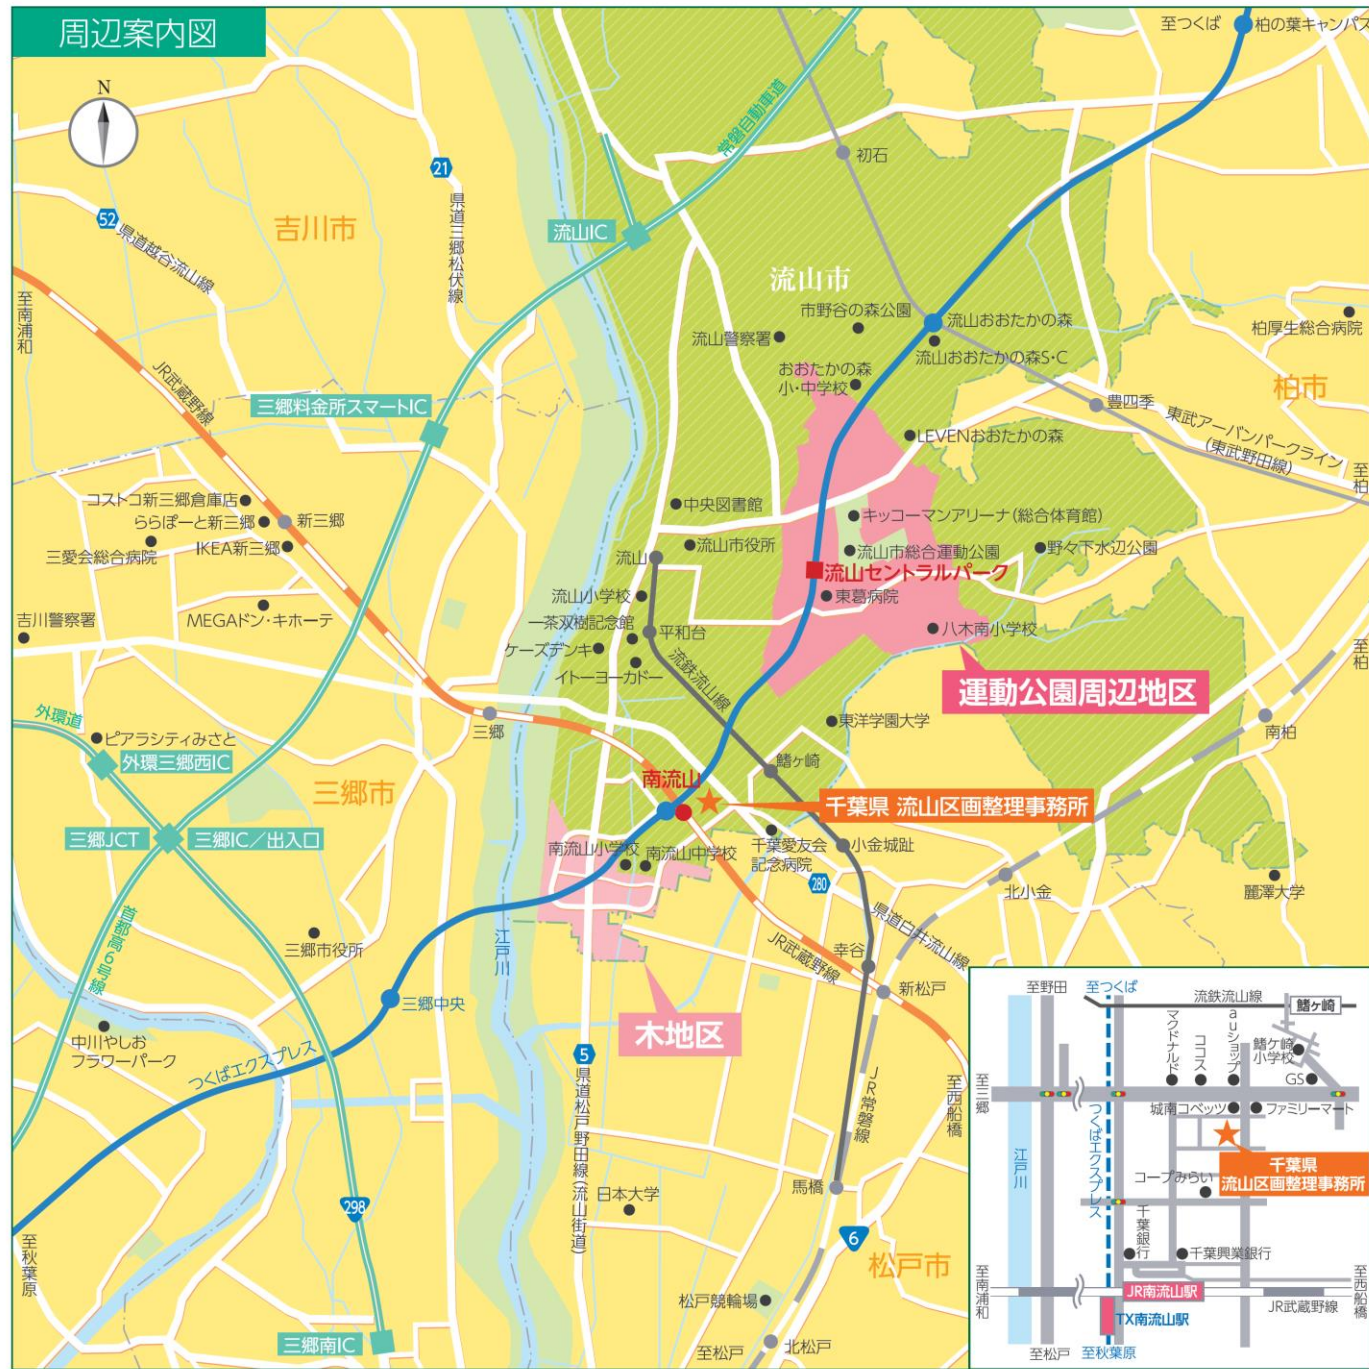 周辺案内図
N
至つくば
柏の葉キャンパス
常磐自動車道
初石
21
県道三郷松伏線
52
県道越谷流山線
吉川市
流山IC
流山市
市野谷の森公園
流山おおたかの森
流山警察署
流山おおたかの森S・C
柏厚生総合病院
至南浦和
JR武蔵野線
おおたかの森
小・中学校
柏市
三郷料金所スマートIC
豊四季
東武アーバンパークライン
(東武野田線)
LEVENおおたかの森
至柏
コストコ新三郷倉庫店
ららぽーと新三郷
新三郷
三愛会総合病院
IKEA新三郷
中央図書館
キッコーマンアリーナ(総合体育館)
流山市役所
流山市総合運動公園
野々下水辺公園
流山
流山セントラルパーク
流山小学校
東葛病院
吉川警察署
MEGAドン・キホーテ
一茶双樹記念館
平和台
八木南小学校
ケーズデンキ
イトーヨーカドー
流鉄流山線
至柏
運動公園周辺地区
外環道
ピアラシティみさと
外環三郷西IC
三郷
東洋学園大学
南柏
三郷市
鰭ヶ崎
南流山
千葉県 流山区画整理事務所
三郷JCT
三郷IC/出入口
南流山小学校
南流山中学校
千葉愛友会
記念病院
小金城趾
280
北小金
麗澤大学
県道白井流山線
首都高6号線
三郷市役所
江戸川
JR武蔵野線
幸谷
新松戸
三郷中央
木地区
中川やしお
フラワーパーク
つくばエクスプレス
5
県道松戸野田線(流山街道)
JR常磐線
至西船橋
日本大学
馬橋
298
6
松戸市
至秋葉原
松戸競輪場
三郷南IC
至松戸
北松戸
至野田
至つくば
流鉄流山線
鰭ヶ崎
マクドナルド
ココス
auショップ
鰭ヶ崎
小学校
GS
至三郷
城南コベッツ
ファミリーマート
つくばエクスプレス
江戸川
千葉県
流山区画整理事務所
コープみらい
千葉銀行
千葉興業銀行
至南浦和
JR南流山駅
至西船橋
JR武蔵野線
TX南流山駅
至松戸
至秋葉原